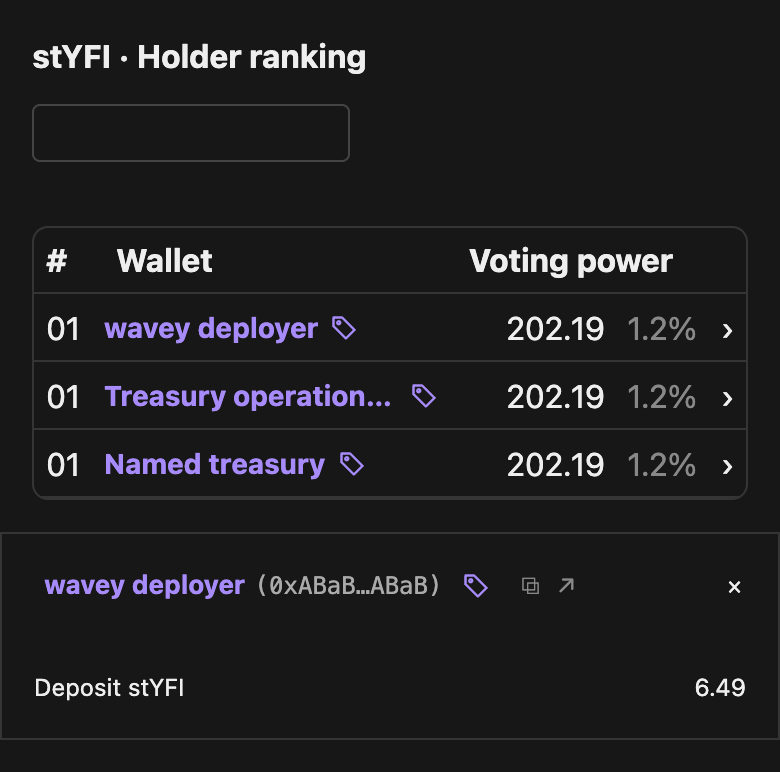 stYFI · Holder ranking
# Wallet Voting power
01 wavey deployer 202.19 1.2% ›
01 Treasury operation... 202.19 1.2% ›
01 Named treasury 202.19 1.2% ›
wavey deployer (0xABaB…ABaB) ×
Deposit stYFI 6.49